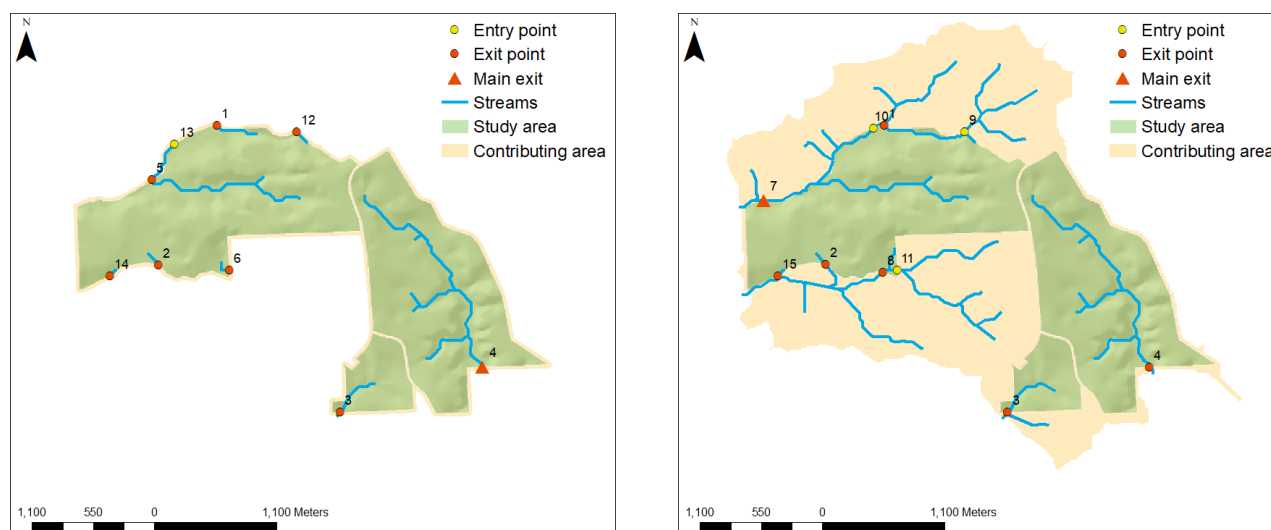 N
Entry point
Exit point
Main exit
Streams
Study area
Contributing area
1
12
13
5
14
2
6
4
3
1,100 550 0 1,100 Meters
N
Entry point
Exit point
Main exit
Streams
Study area
Contributing area
10
1
9
7
2
15
8
11
4
3
1,100 550 0 1,100 Meters